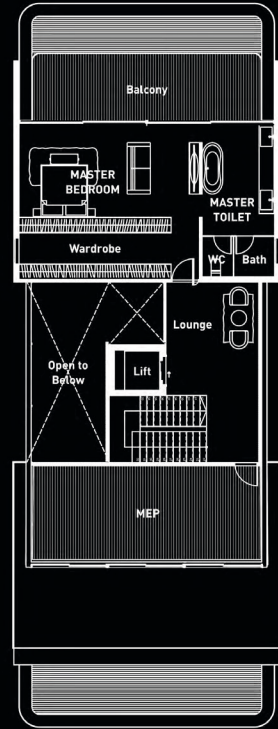 Balcony
MASTER
BEDROOM
MASTER
TOILET
Wardrobe
WC
Bath
Lounge
Open to
Below
Lift
MEP